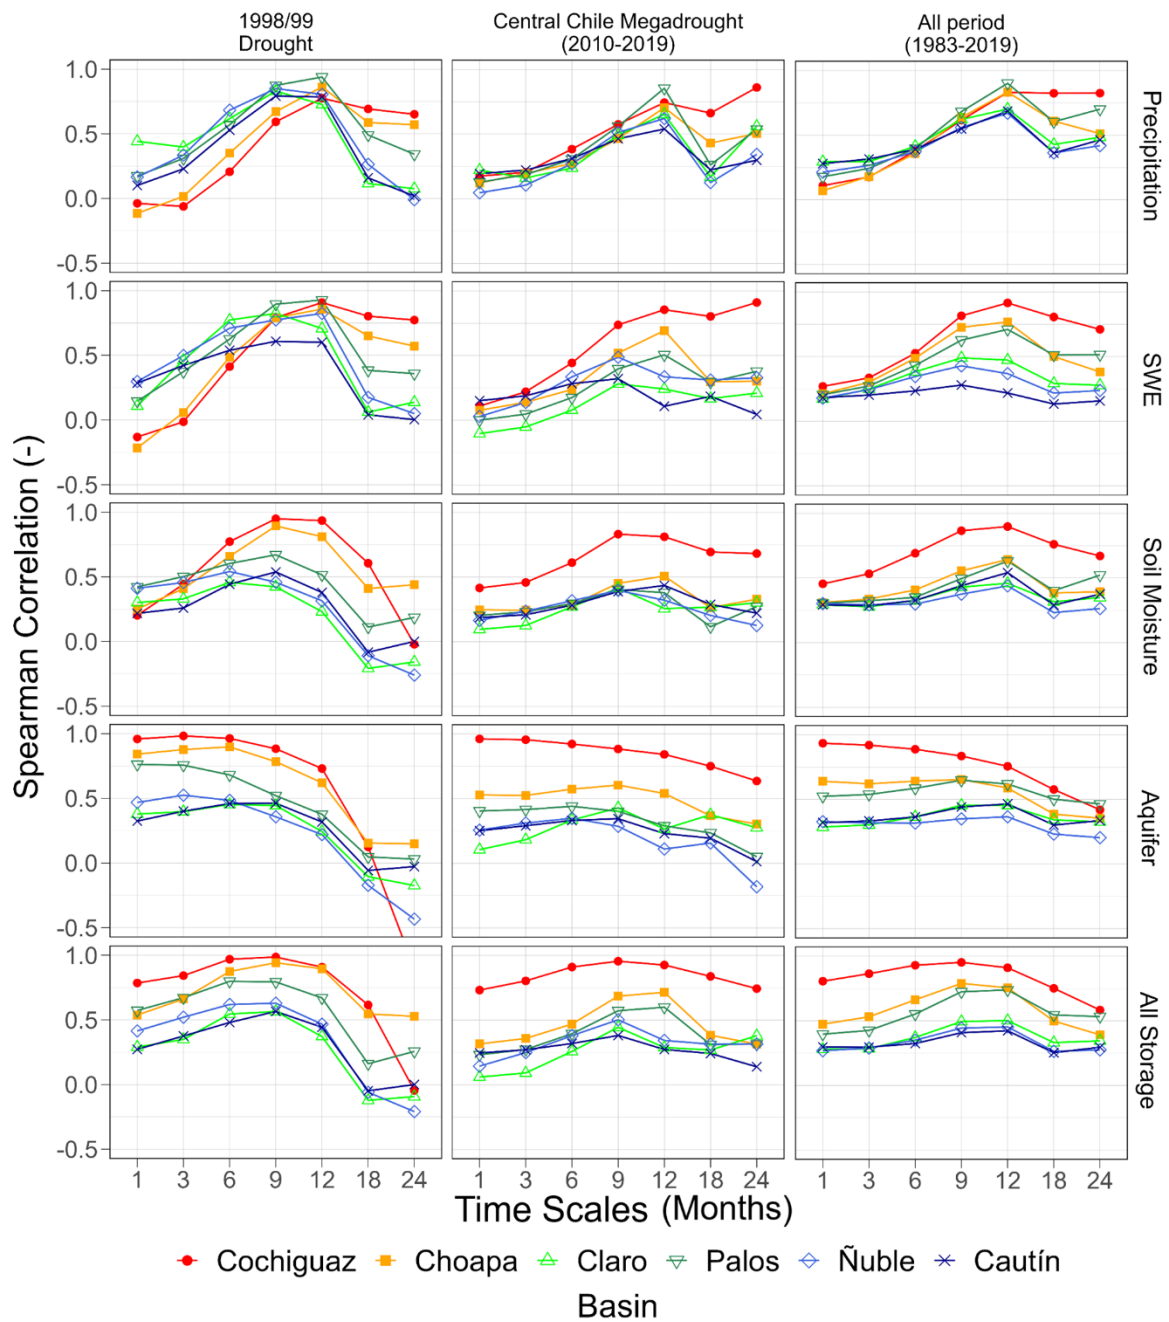 1998/99
Drought
Central Chile Megadrought
(2010-2019)
All period
(1983-2019)
1.0
0.5
0.0
-0.5
Precipitation
1.0
0.5
0.0
-0.5
SWE
1.0
0.5
0.0
-0.5
Soil Moisture
1.0
0.5
0.0
-0.5
Aquifer
1.0
0.5
0.0
-0.5
All Storage
Spearman Correlation (-)
1 3 6 9 12 18 24
1 3 6 9 12 18 24
1 3 6 9 12 18 24
Time Scales (Months)
Cochiguaz Choapa Claro Palos Ñuble Cautín
Basin